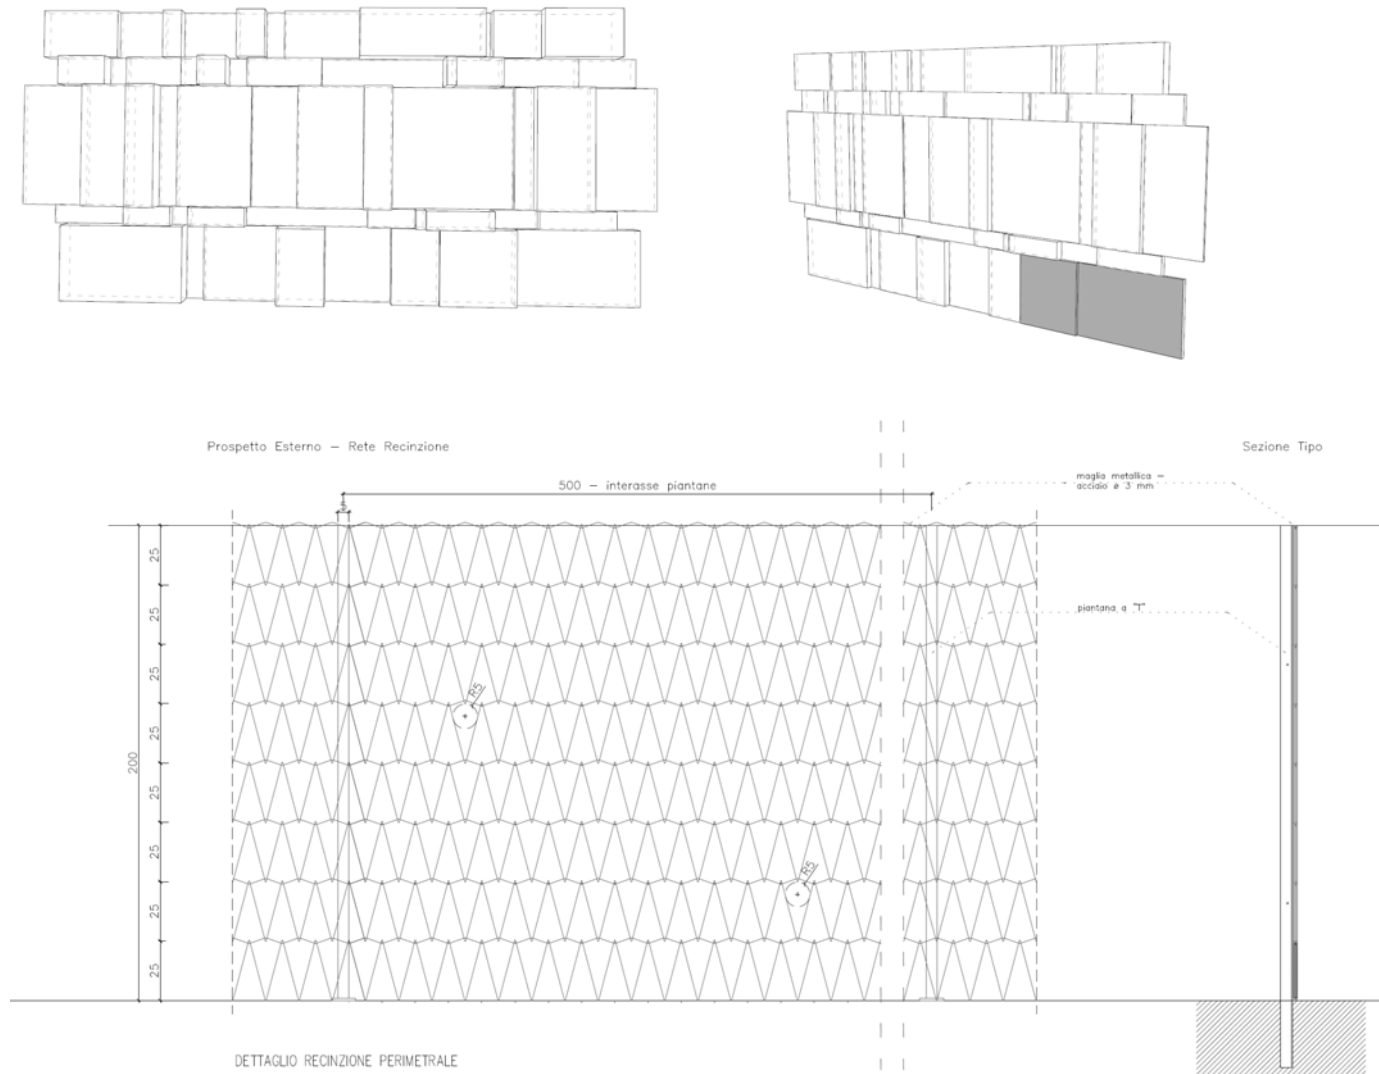 Prospetto Esterno – Rete Recinzione
Sezione Tipo
maglia metallica –
acciaio ø 3 mm
500 – interasse piantane
5
25
25
piantana a "T"
25
R5
25
200
25
25
R5
25
25
DETTAGLIO RECINZIONE PERIMETRALE